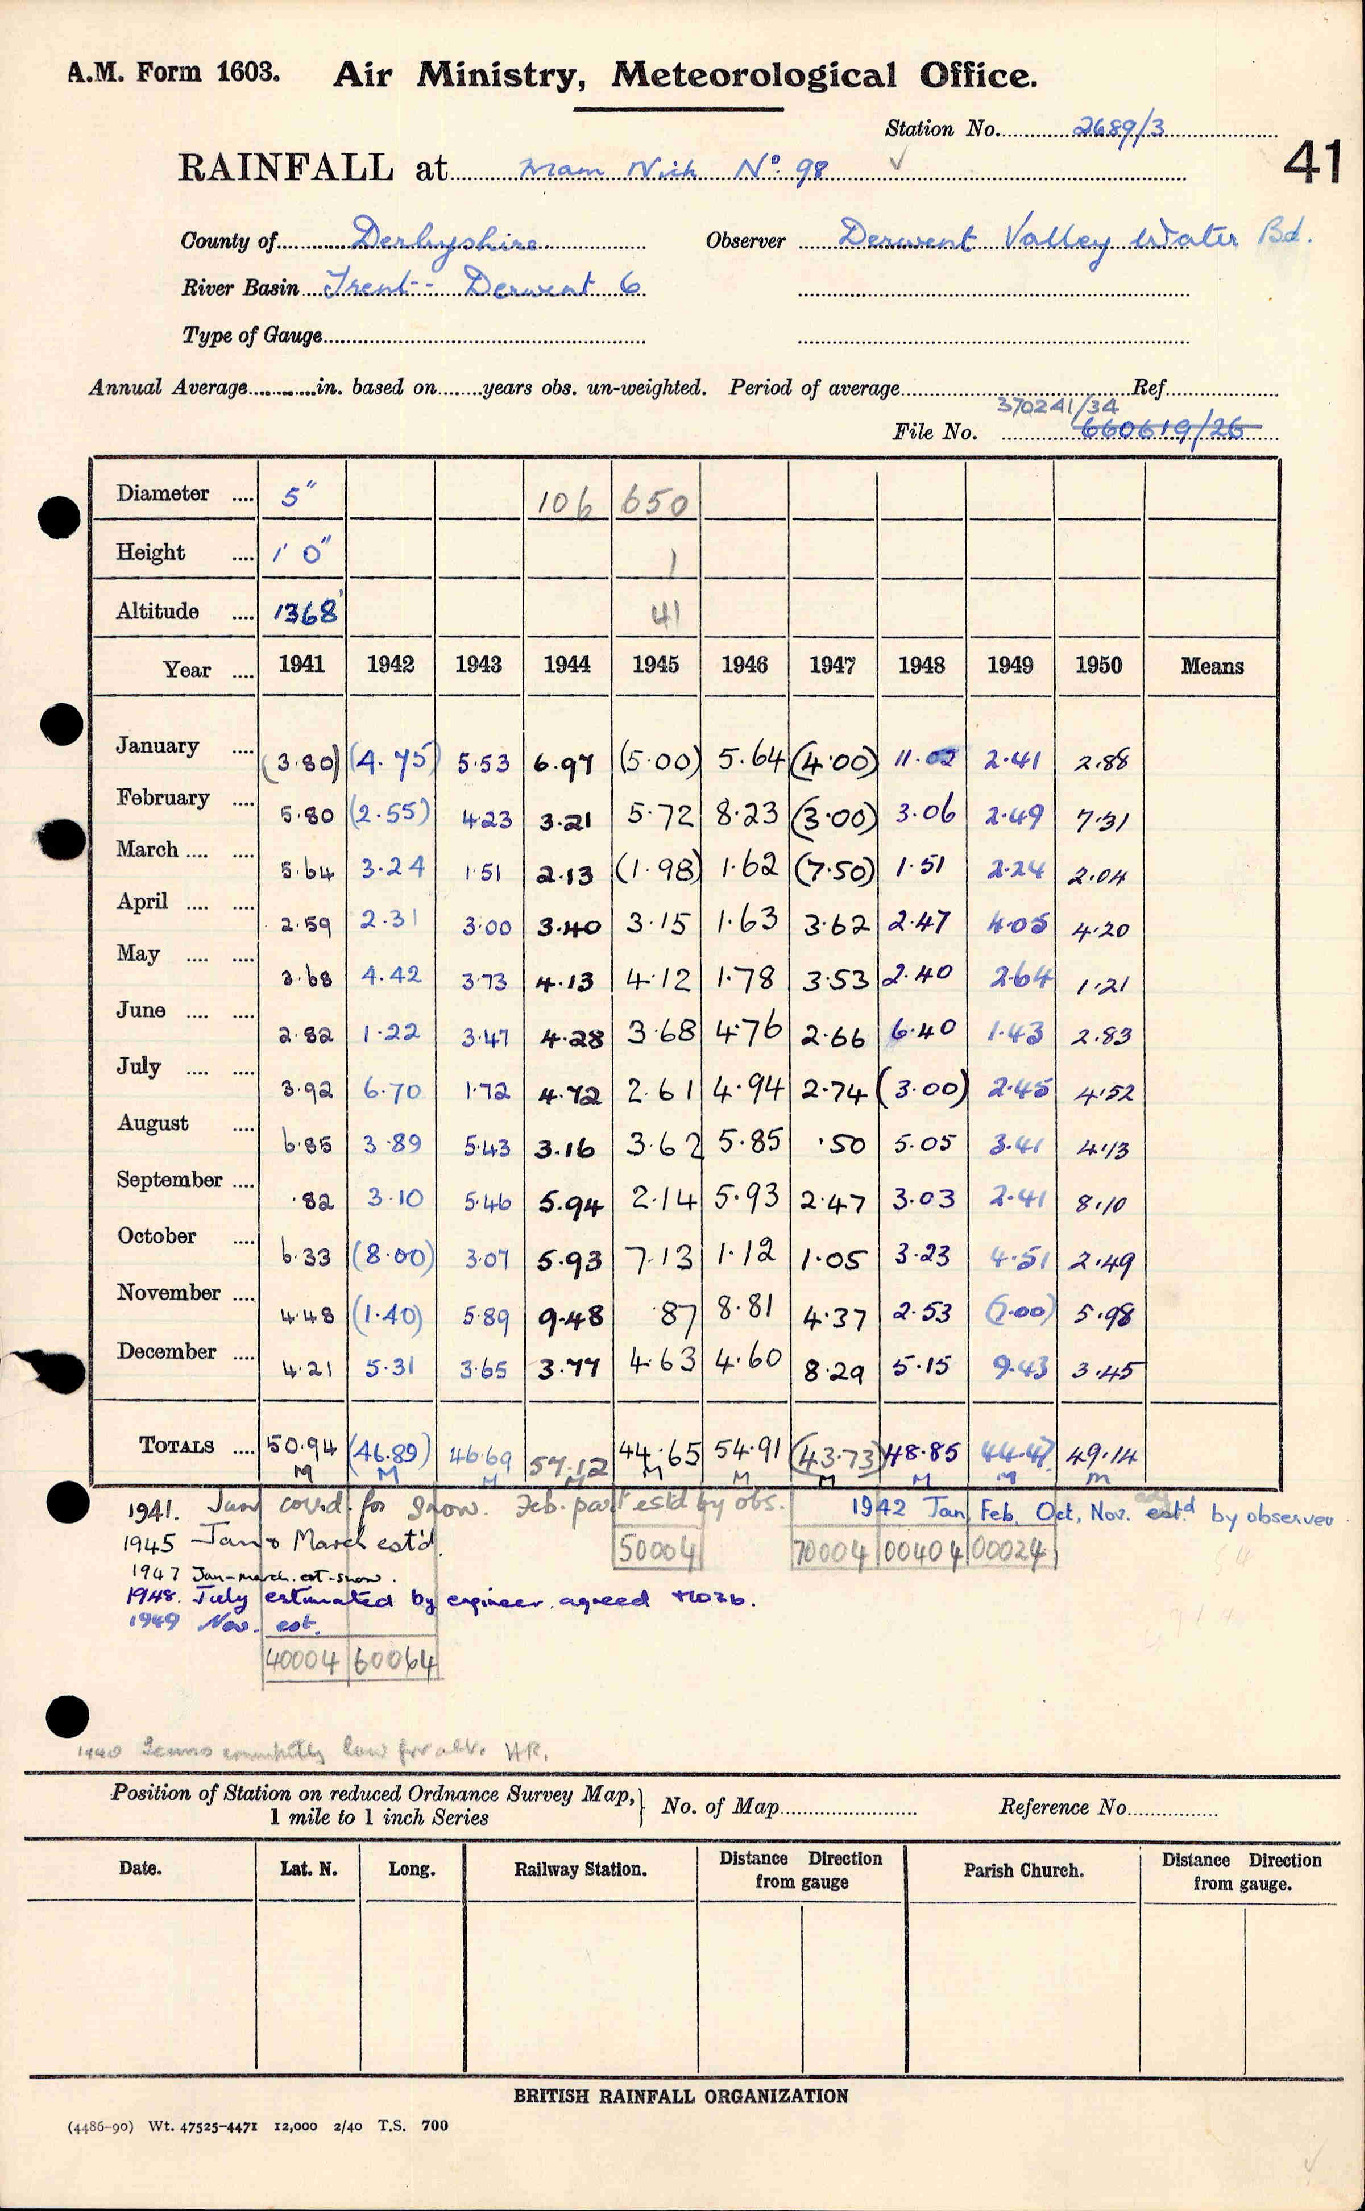 A.M. Form 1603. Air Ministry, Meteorological Office.
Station No. 2689/3
41
RAINFALL at Mam Nick No. 98 ✓
County of Derbyshire Observer Derwent Valley Water Bd.
River Basin Trent - Derwent 6
Type of Gauge
Annual Average in. based on years obs. un-weighted. Period of average Ref
370241/34
File No. 660619/26
Diameter 5" 106 650
Height 1' 0" 1
Altitude 1368' 41
Year 1941 1942 1943 1944 1945 1946 1947 1948 1949 1950 Means
January (3.80) (4.75) 5.53 6.97 (5.00) 5.64 (4.00) 11.02 2.41 2.88
February 5.80 (2.55) 4.23 3.21 5.72 8.23 (3.00) 3.06 2.49 7.31
March 5.64 3.24 1.51 2.13 (1.98) 1.62 (7.50) 1.51 2.24 2.04
April 2.59 2.31 3.00 3.40 3.15 1.63 3.62 2.47 4.05 4.20
May 3.68 4.42 3.73 4.13 4.12 1.78 3.53 2.40 2.64 1.21
June 2.82 1.22 3.47 4.28 3.68 4.76 2.66 6.40 1.43 2.83
July 3.92 6.70 1.72 4.72 2.61 4.94 2.74 (3.00) 2.45 4.52
August 6.85 3.89 5.43 3.16 3.62 5.85 .50 5.05 3.41 4.13
September .82 3.10 5.46 5.94 2.14 5.93 2.47 3.03 2.41 8.10
October 6.33 (8.00) 3.07 5.93 7.13 1.12 1.05 3.23 4.51 2.49
November 4.48 (1.40) 5.89 9.48 .87 8.81 4.37 2.53 (7.00) 5.98
December 4.21 5.31 3.65 3.77 4.63 4.60 8.29 5.15 9.43 3.45
TOTALS 50.94 (46.89) 46.69 57.12 44.65 54.91 (43.73) 48.85 44.47 49.14
M M M M M M M M M M
1941. Jan cor'd. for Snow. Feb. part est'd by obs. 1942 Jan, Feb, Oct, Nov. est'd by observer
1945 Jan & March est'd.
50004 70004 00404 00024
1947 Jan-march. est-snow.
1948. July estimated by engineer, agreed
1949 Nov. est.
40004 60064
1940 Seems low for alt. HR.
Position of Station on reduced Ordnance Survey Map, 1 mile to 1 inch Series } No. of Map Reference No.
Date. Lat. N. Long. Railway Station. Distance Direction from gauge Parish Church. Distance Direction from gauge.
BRITISH RAINFALL ORGANIZATION
(4486-90) Wt. 47525-4471 12,000 2/40 T.S. 700